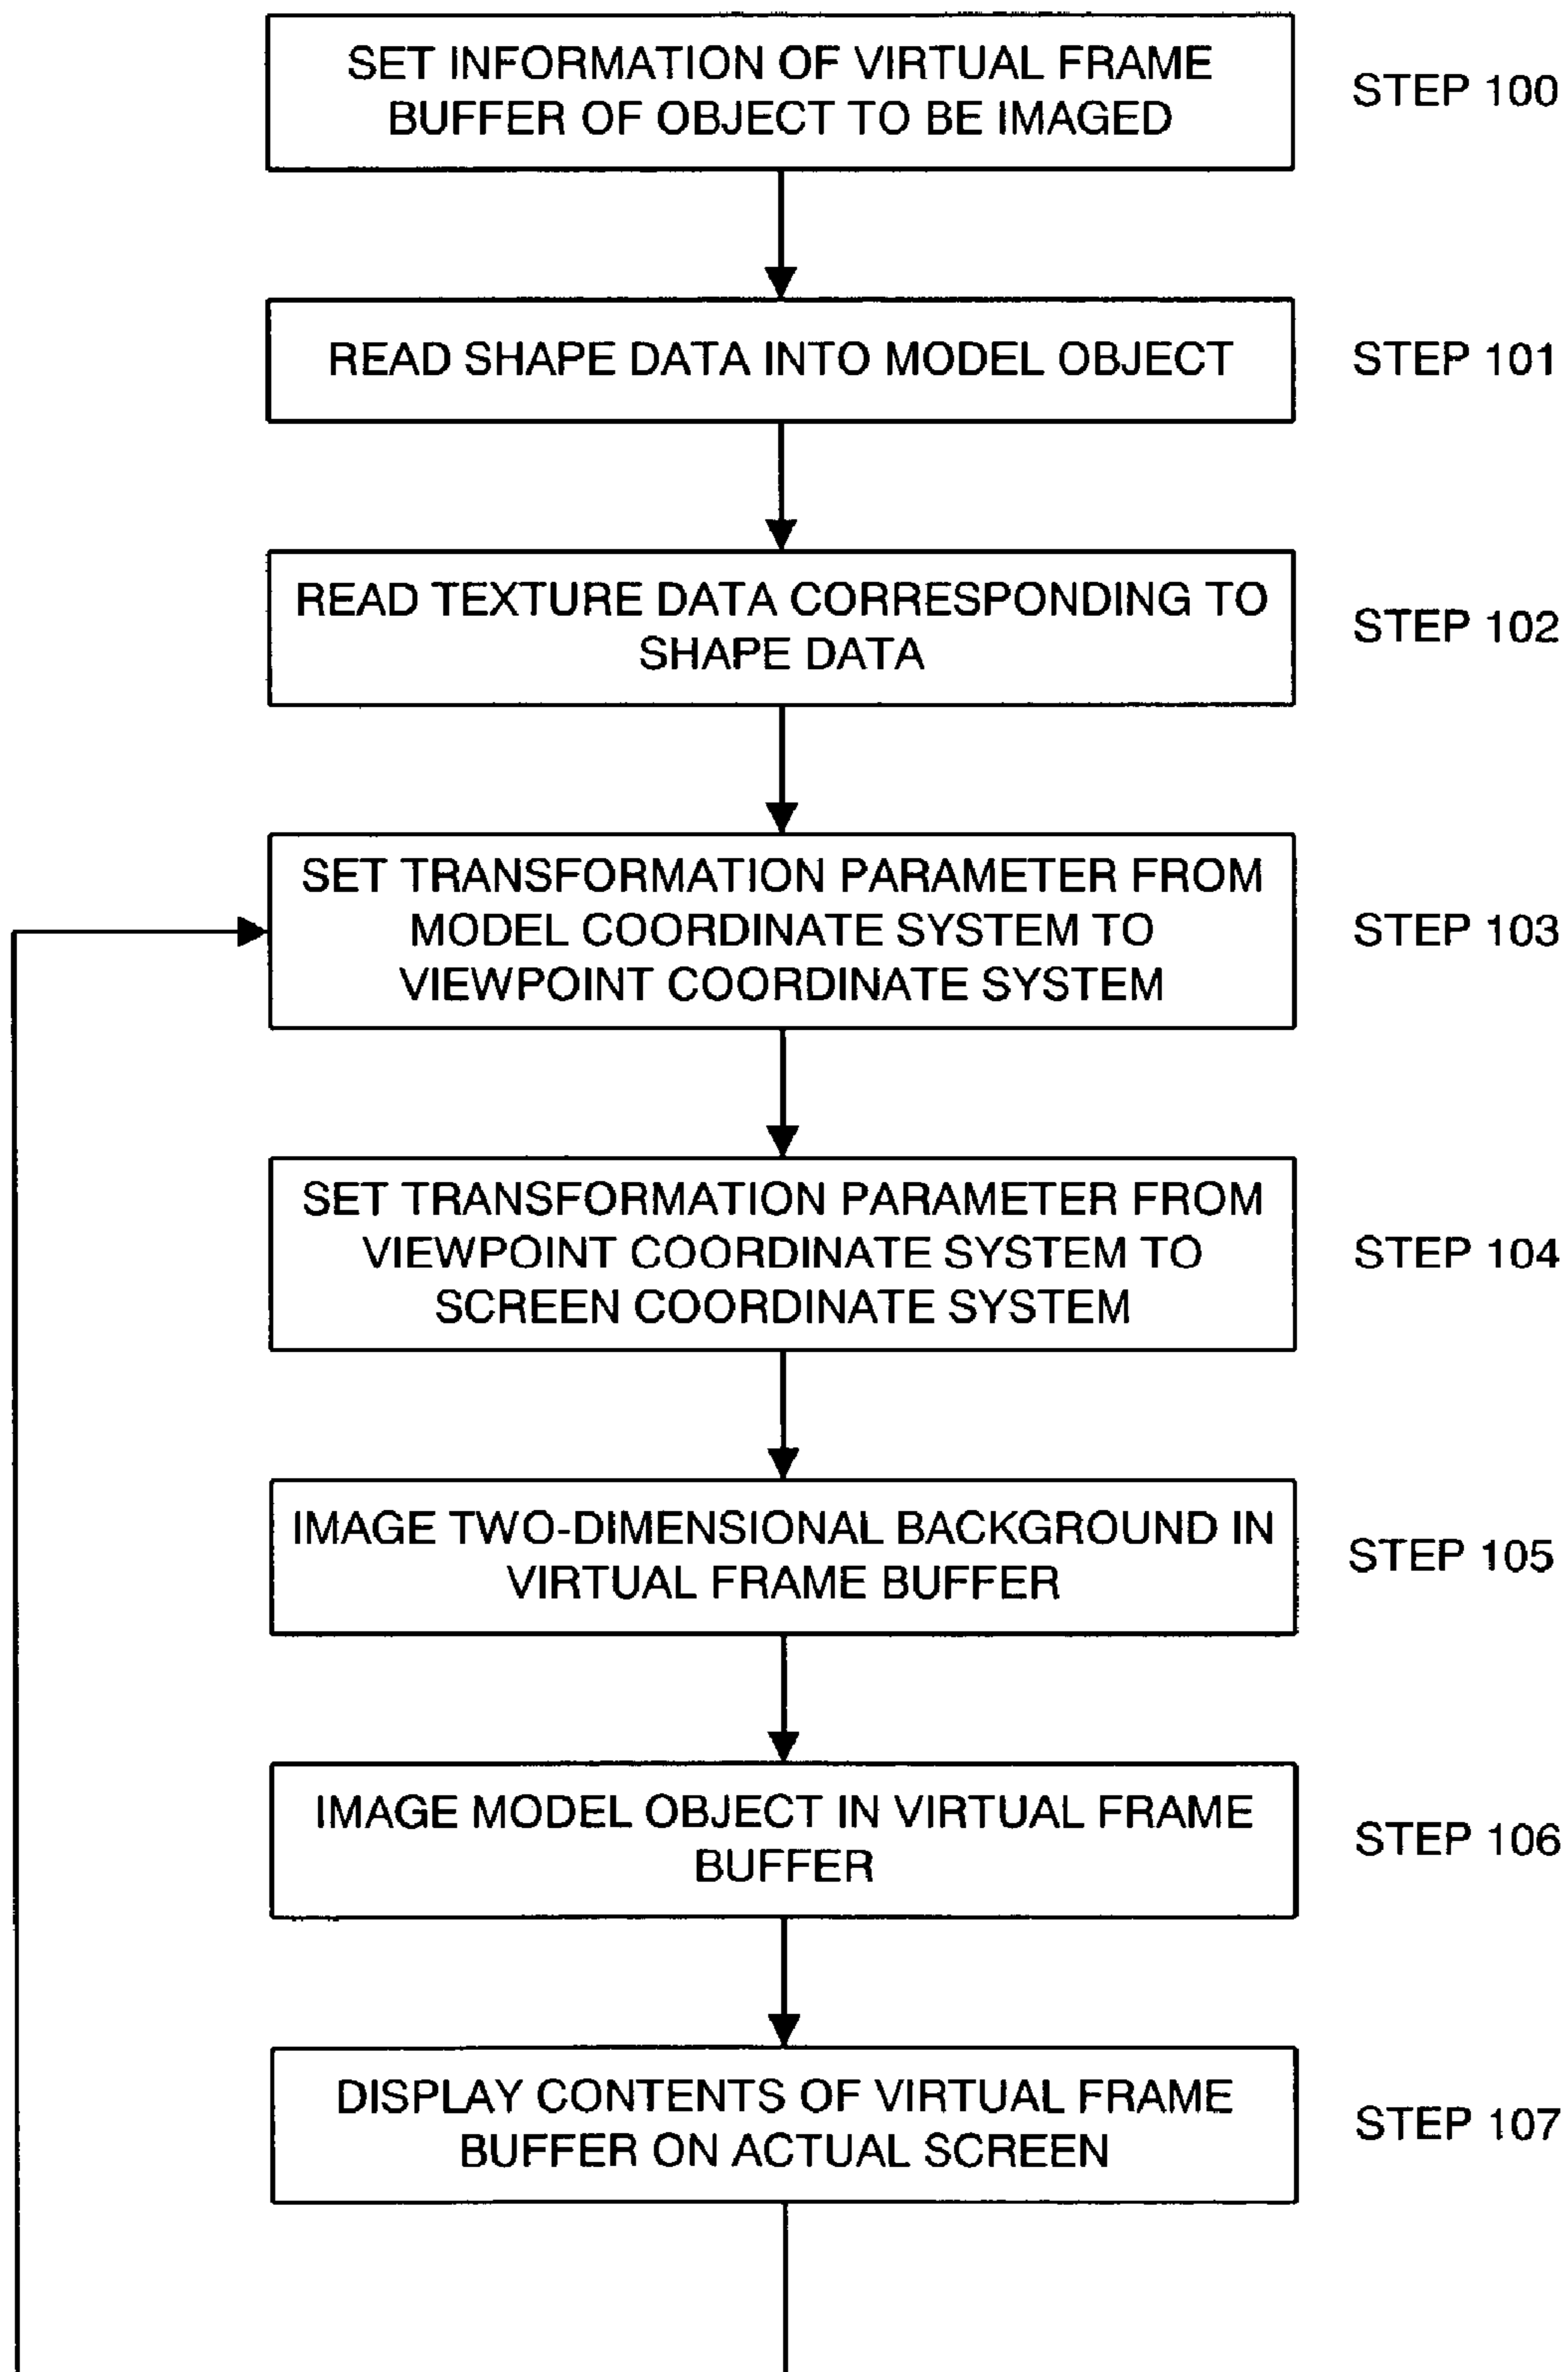 SET INFORMATION OF VIRTUAL FRAME
BUFFER OF OBJECT TO BE IMAGED
STEP 100
READ SHAPE DATA INTO MODEL OBJECT
STEP 101
READ TEXTURE DATA CORRESPONDING TO
SHAPE DATA
STEP 102
SET TRANSFORMATION PARAMETER FROM
MODEL COORDINATE SYSTEM TO
VIEWPOINT COORDINATE SYSTEM
STEP 103
SET TRANSFORMATION PARAMETER FROM
VIEWPOINT COORDINATE SYSTEM TO
SCREEN COORDINATE SYSTEM
STEP 104
IMAGE TWO-DIMENSIONAL BACKGROUND IN
VIRTUAL FRAME BUFFER
STEP 105
IMAGE MODEL OBJECT IN VIRTUAL FRAME
BUFFER
STEP 106
DISPLAY CONTENTS OF VIRTUAL FRAME
BUFFER ON ACTUAL SCREEN
STEP 107